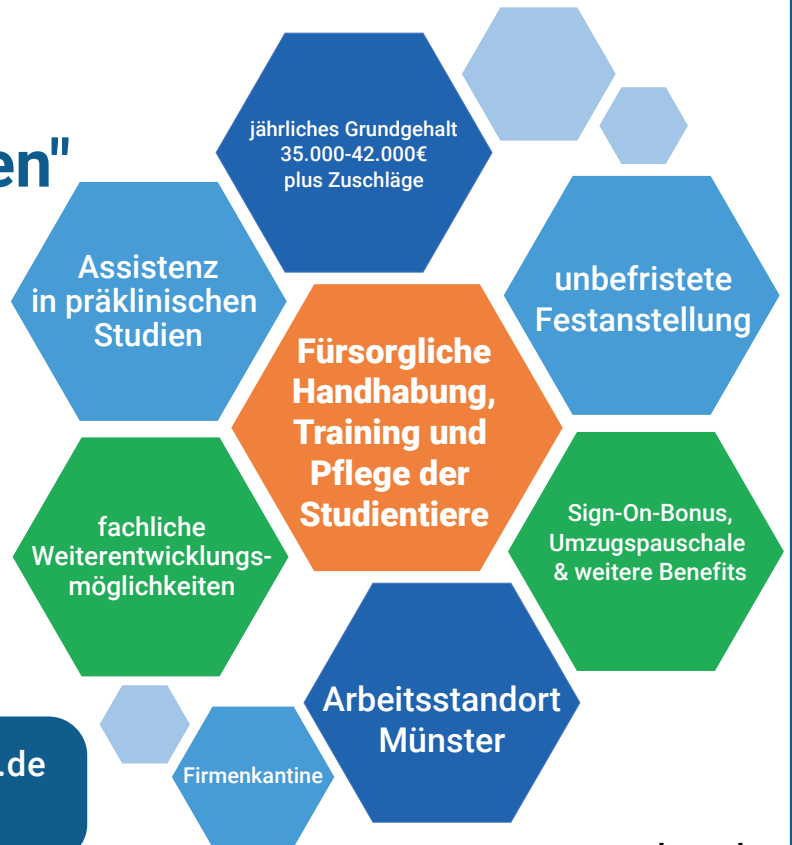 en"
jährliches Grundgehalt
35.000-42.000€
plus Zuschläge
Assistenz
in präklinischen
Studien
unbefristete
Festanstellung
Fürsorgliche
Handhabung,
Training und
Pflege der
Studientiere
fachliche
Weiterentwicklungs-
möglichkeiten
Sign-On-Bonus,
Umzugspauschale
& weitere Benefits
Arbeitsstandort
Münster
.de
Firmenkantine